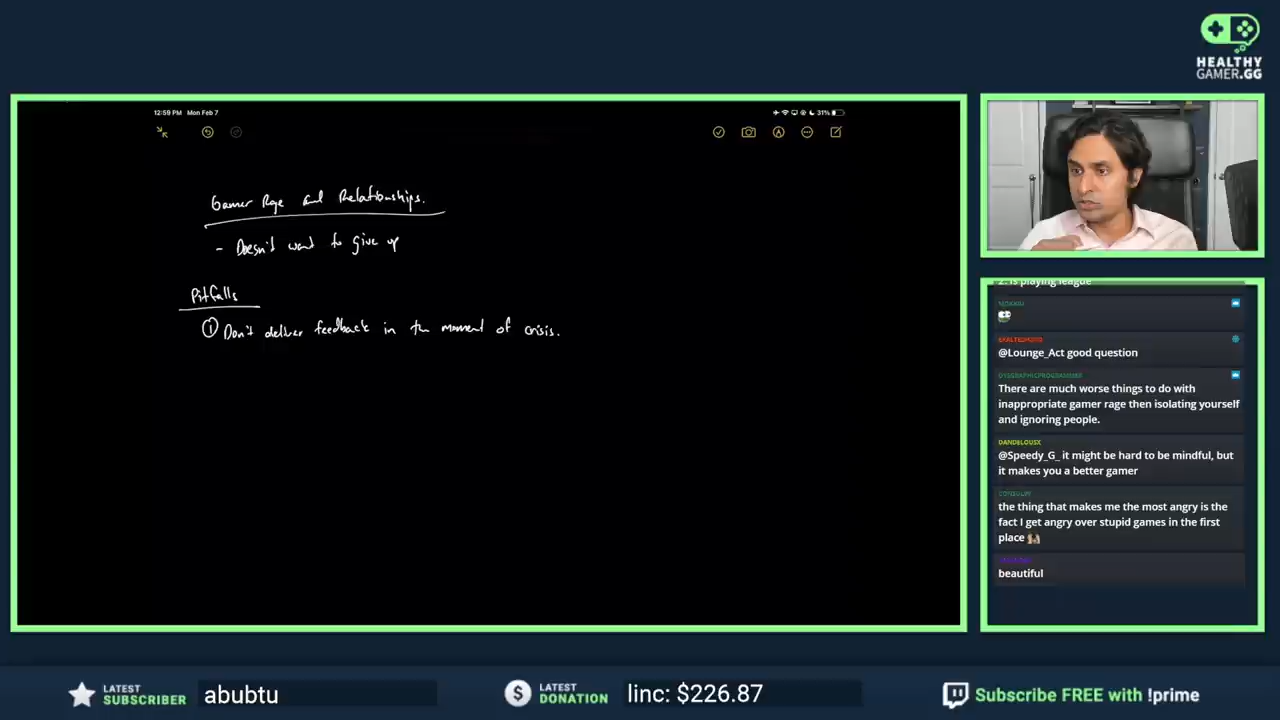 HEALTHY
GAMER.GG
12:59 PM Mon Feb 7
31%
Gamer Rage and Relationships.
- Doesn't want to give up
Pitfalls
① Don't deliver feedback in the moment of crisis.
2. is playing league
@Lounge_Act good question
DYSGRAPHICPROGRAMMER
There are much worse things to do with
inappropriate gamer rage then isolating yourself
and ignoring people.
DANDELOUSX
@Speedy_G_ it might be hard to be mindful, but
it makes you a better gamer
the thing that makes me the most angry is the
fact I get angry over stupid games in the first
place
beautiful
LATEST
SUBSCRIBER
abubtu
LATEST
DONATION
linc: $226.87
Subscribe FREE with !prime